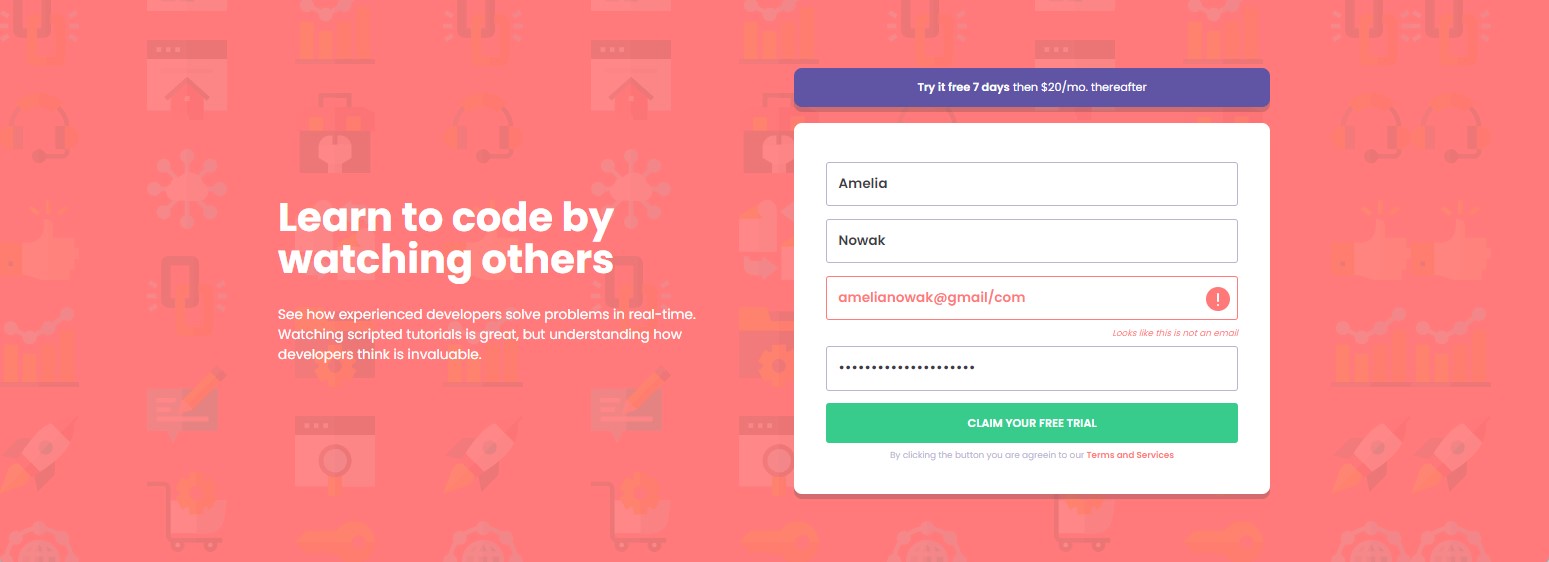 Try it free 7 days then $20/mo. thereafter
Learn to code by
watching others
See how experienced developers solve problems in real-time.
Watching scripted tutorials is great, but understanding how
developers think is invaluable.
Amelia
Nowak
amelianowak@gmail/com
!
Looks like this is not an email
•••••••••••••••••••••
CLAIM YOUR FREE TRIAL
By clicking the button you are agreein to our Terms and Services